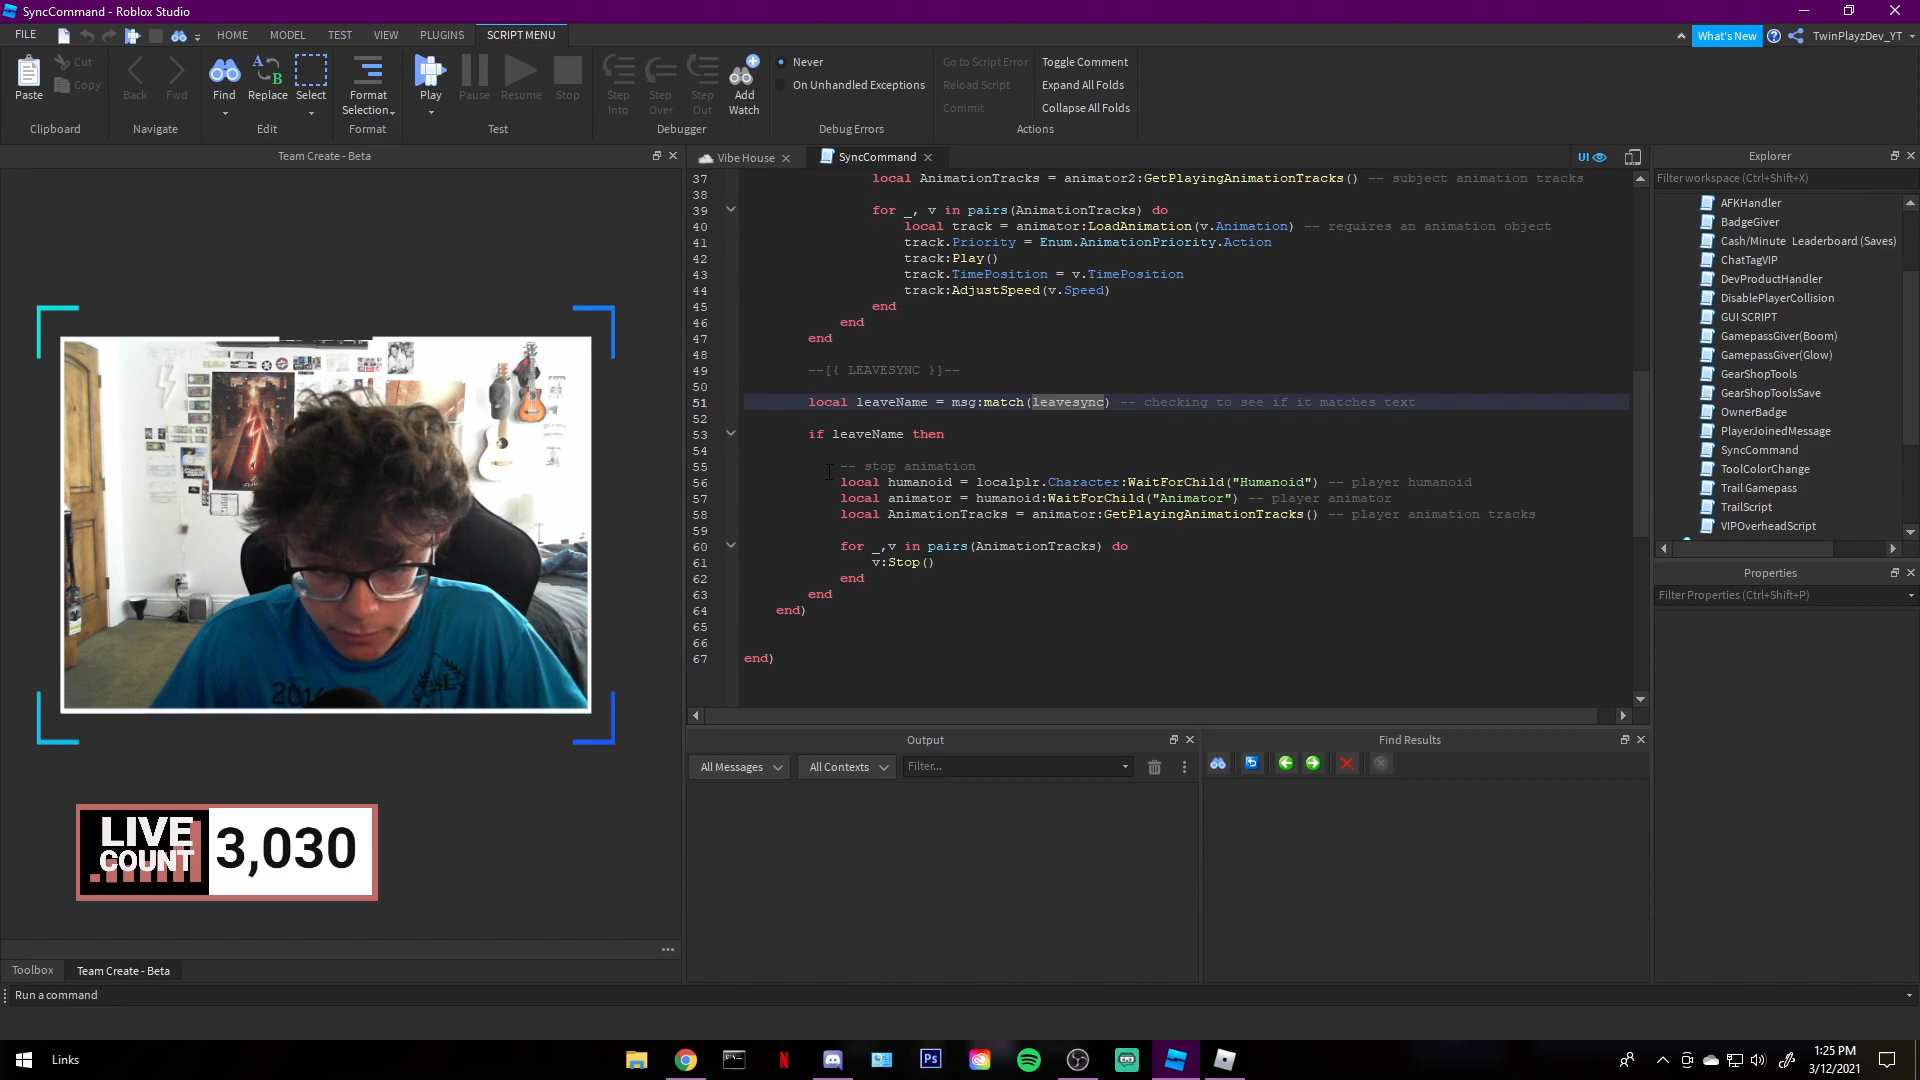 SyncCommand - Roblox Studio
FILE
HOME
MODEL
TEST
VIEW
PLUGINS
SCRIPT MENU
What's New
TwinPlayzDev_YT
Paste
Cut
Copy
Clipboard
Back
Fwd
Navigate
Find
Replace
Select
Edit
Format
Selection
Format
Play
Pause
Resume
Stop
Test
Step
Into
Step
Over
Step
Out
Add
Watch
Debugger
Never
On Unhandled Exceptions
Debug Errors
Go to Script Error
Reload Script
Commit
Toggle Comment
Expand All Folds
Collapse All Folds
Actions
Team Create - Beta
Vibe House
SyncCommand
UI
37 local AnimationTracks = animator2:GetPlayingAnimationTracks() -- subject animation tracks
38
39 for _, v in pairs(AnimationTracks) do
40 local track = animator:LoadAnimation(v.Animation) -- requires an animation object
41 track.Priority = Enum.AnimationPriority.Action
42 track:Play()
43 track.TimePosition = v.TimePosition
44 track:AdjustSpeed(v.Speed)
45 end
46 end
47 end
48
49 --[{ LEAVESYNC }]--
50
51 local leaveName = msg:match(leavesync) -- checking to see if it matches text
52
53 if leaveName then
54
55 -- stop animation
56 local humanoid = localplr.Character:WaitForChild("Humanoid") -- player humanoid
57 local animator = humanoid:WaitForChild("Animator") -- player animator
58 local AnimationTracks = animator:GetPlayingAnimationTracks() -- player animation tracks
59
60 for _,v in pairs(AnimationTracks) do
61 v:Stop()
62 end
63 end
64 end)
65
66
67 end)
Explorer
Filter workspace (Ctrl+Shift+X)
AFKHandler
BadgeGiver
Cash/Minute Leaderboard (Saves)
ChatTagVIP
DevProductHandler
DisablePlayerCollision
GUI SCRIPT
GamepassGiver(Boom)
GamepassGiver(Glow)
GearShopTools
GearShopToolsSave
OwnerBadge
PlayerJoinedMessage
SyncCommand
ToolColorChange
Trail Gamepass
TrailScript
VIPOverheadScript
Properties
Filter Properties (Ctrl+Shift+P)
Output
All Messages
All Contexts
Filter...
Find Results
LIVE
COUNT
3,030
Toolbox
Team Create - Beta
Run a command
Links
Ps
1:25 PM
3/12/2021